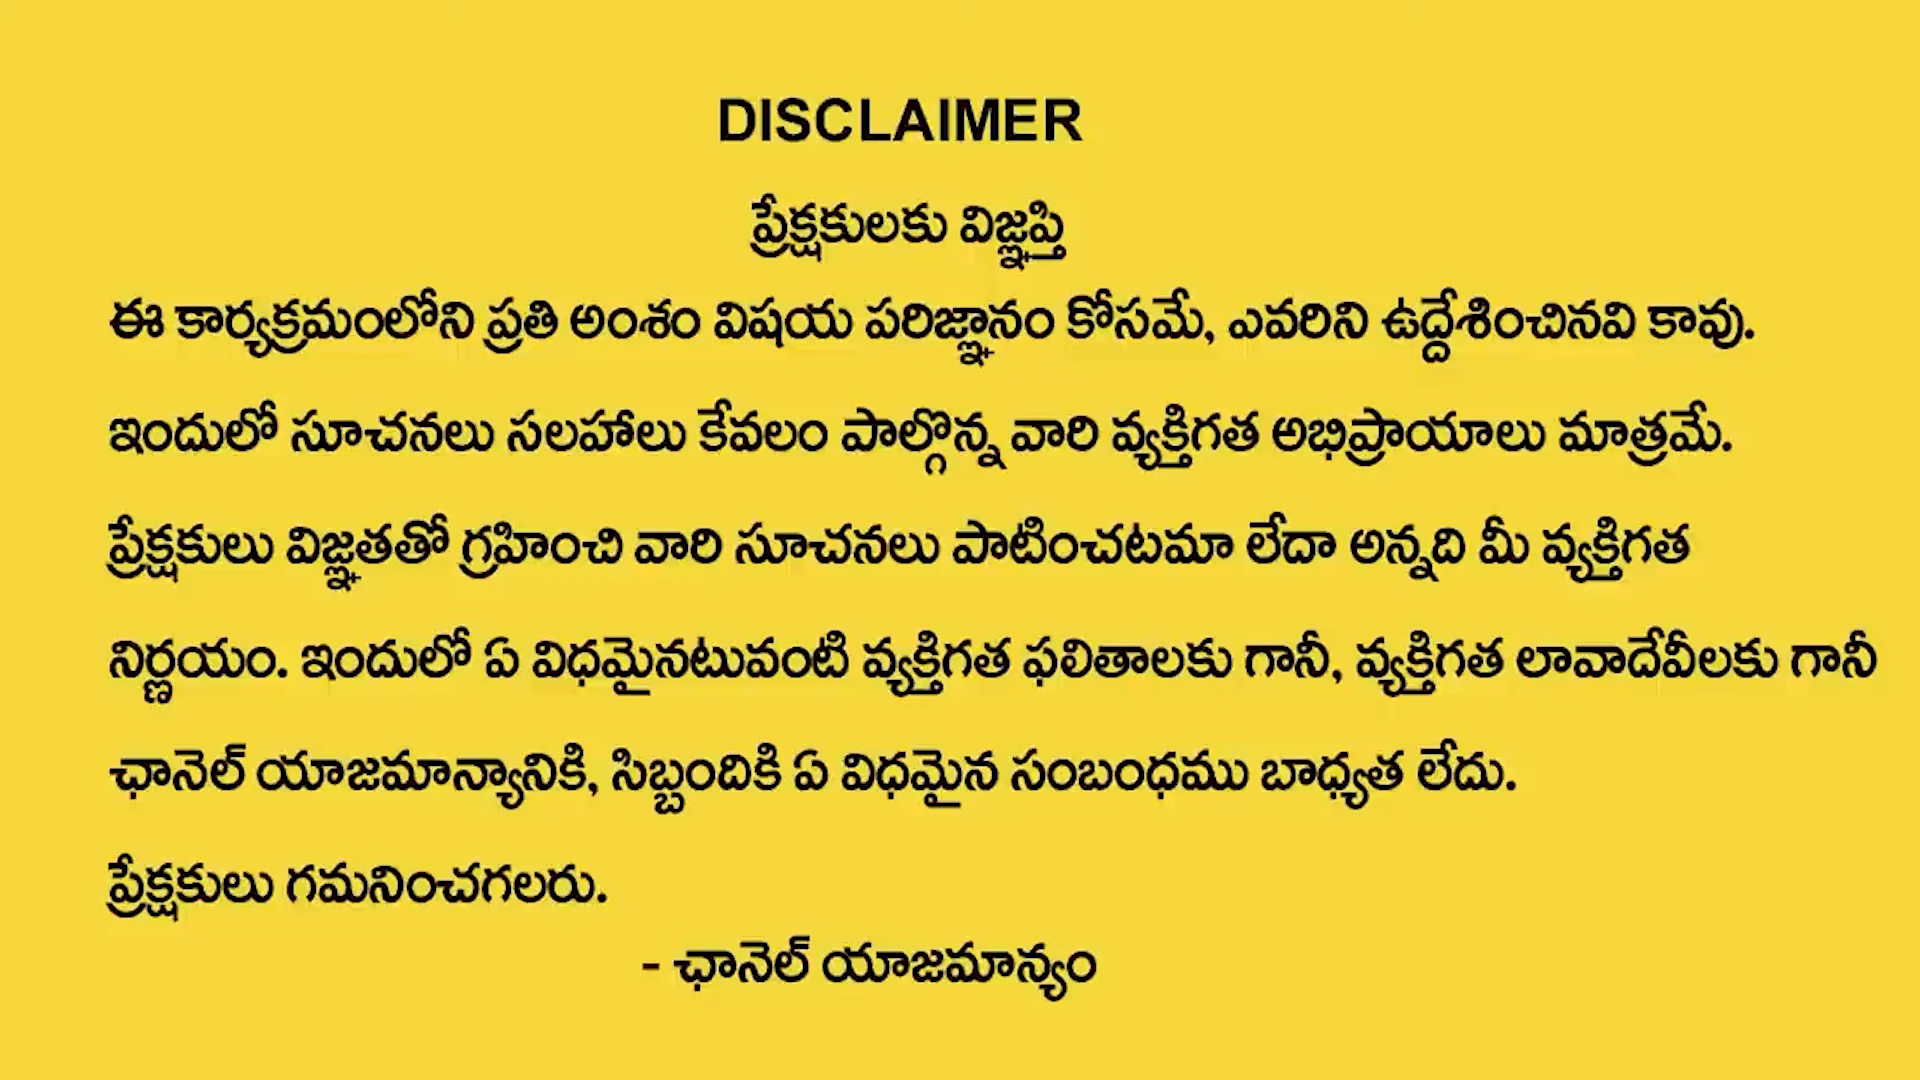 DISCLAIMER
ప్రేక్షకులకు విజ్ఞప్తి
ఈ కార్యక్రమంలోని ప్రతి అంశం విషయ పరిజ్ఞానం కోసమే, ఎవరిని ఉద్దేశించినవి కావు.
ఇందులో సూచనలు సలహాలు కేవలం పాల్గొన్న వారి వ్యక్తిగత అభిప్రాయాలు మాత్రమే.
ప్రేక్షకులు విజ్ఞతతో గ్రహించి వారి సూచనలు పాటించటమా లేదా అన్నది మీ వ్యక్తిగత
నిర్ణయం. ఇందులో ఏ విధమైనటువంటి వ్యక్తిగత ఫలితాలకు గానీ, వ్యక్తిగత లావాదేవీలకు గానీ
ఛానెల్ యాజమాన్యానికి, సిబ్బందికి ఏ విధమైన సంబంధము బాధ్యత లేదు.
ప్రేక్షకులు గమనించగలరు.
- ఛానెల్ యాజమాన్యం